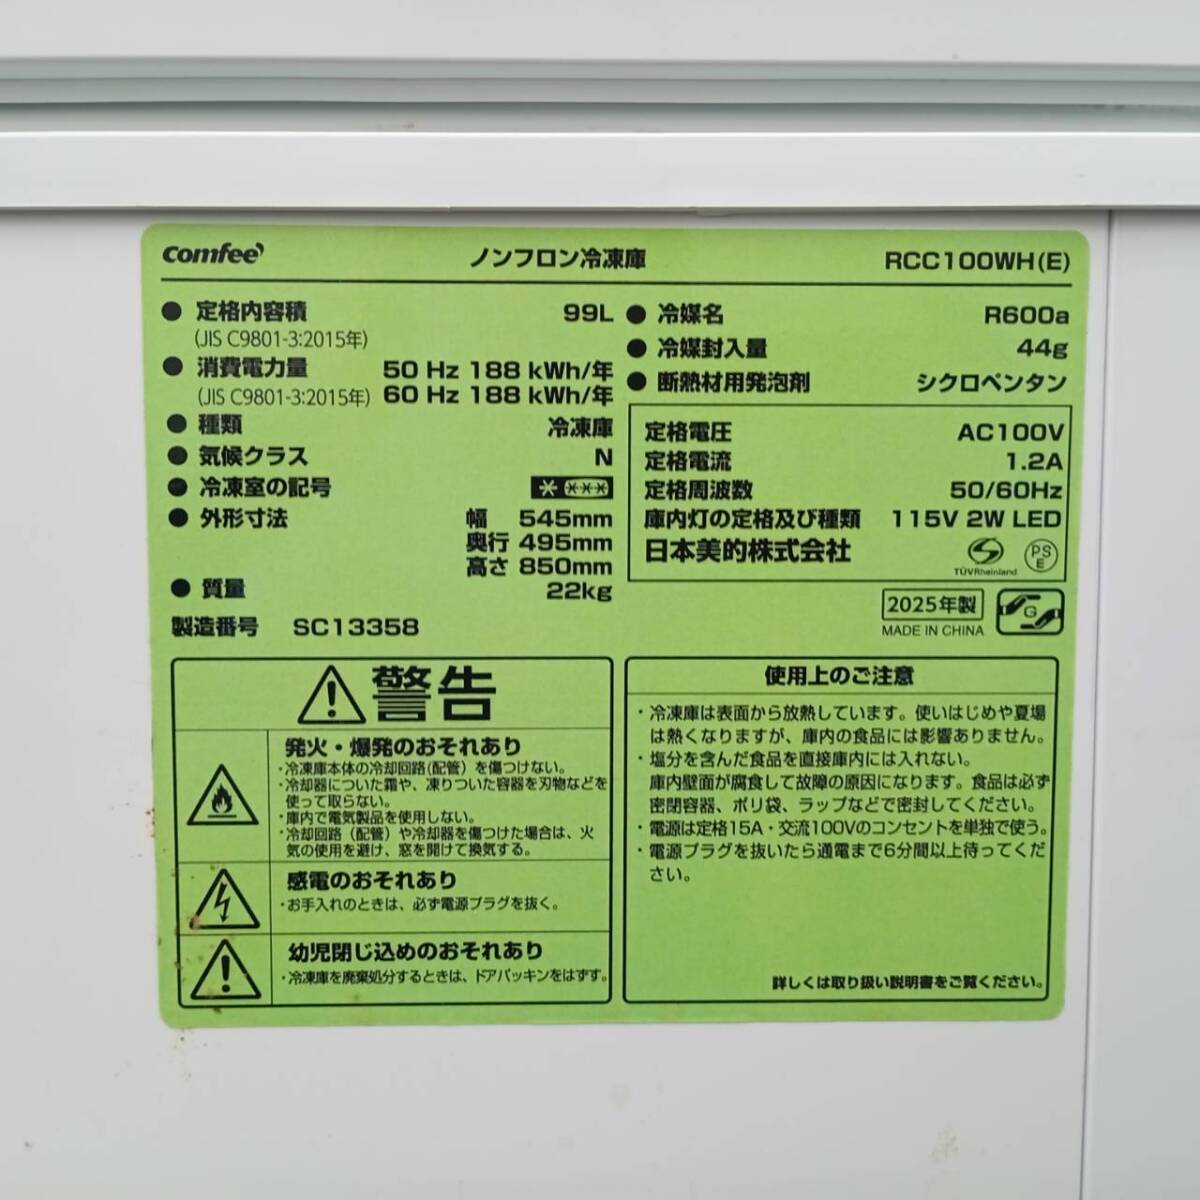 comfee'
ノンフロン冷凍庫
RCC100WH(E)
● 定格内容積 99L
(JIS C9801-3:2015年)
● 消費電力量 50 Hz 188 kWh/年
(JIS C9801-3:2015年) 60 Hz 188 kWh/年
● 種類 冷凍庫
● 気候クラス N
● 冷凍室の記号
● 外形寸法 幅 545mm
奥行 495mm
高さ 850mm
● 質量 22kg
製造番号 SC13358
● 冷媒名 R600a
● 冷媒封入量 44g
● 断熱材用発泡剤 シクロペンタン
定格電圧 AC100V
定格電流 1.2A
定格周波数 50/60Hz
庫内灯の定格及び種類 115V 2W LED
日本美的株式会社
TÜVRheinland
PS
E
2025年製
MADE IN CHINA
G
警告
発火・爆発のおそれあり
・冷凍庫本体の冷却回路(配管）を傷つけない。
・冷却器についた霜や、凍りついた容器を刃物などを
使って取らない。
・庫内で電気製品を使用しない。
・冷却回路（配管）や冷却器を傷つけた場合は、火
気の使用を避け、窓を開けて換気する。
感電のおそれあり
・お手入れのときは、必ず電源プラグを抜く。
幼児閉じ込めのおそれあり
・冷凍庫を廃棄処分するときは、ドアパッキンをはずす。
使用上のご注意
・冷凍庫は表面から放熱しています。使いはじめや夏場
は熱くなりますが、庫内の食品には影響ありません。
・塩分を含んだ食品を直接庫内には入れない。
庫内壁面が腐食して故障の原因になります。食品は必ず
密閉容器、ポリ袋、ラップなどで密封してください。
・電源は定格15A・交流100Vのコンセントを単独で使う。
・電源プラグを抜いたら通電まで6分間以上待ってくだ
さい。
詳しくは取り扱い説明書をご覧ください。